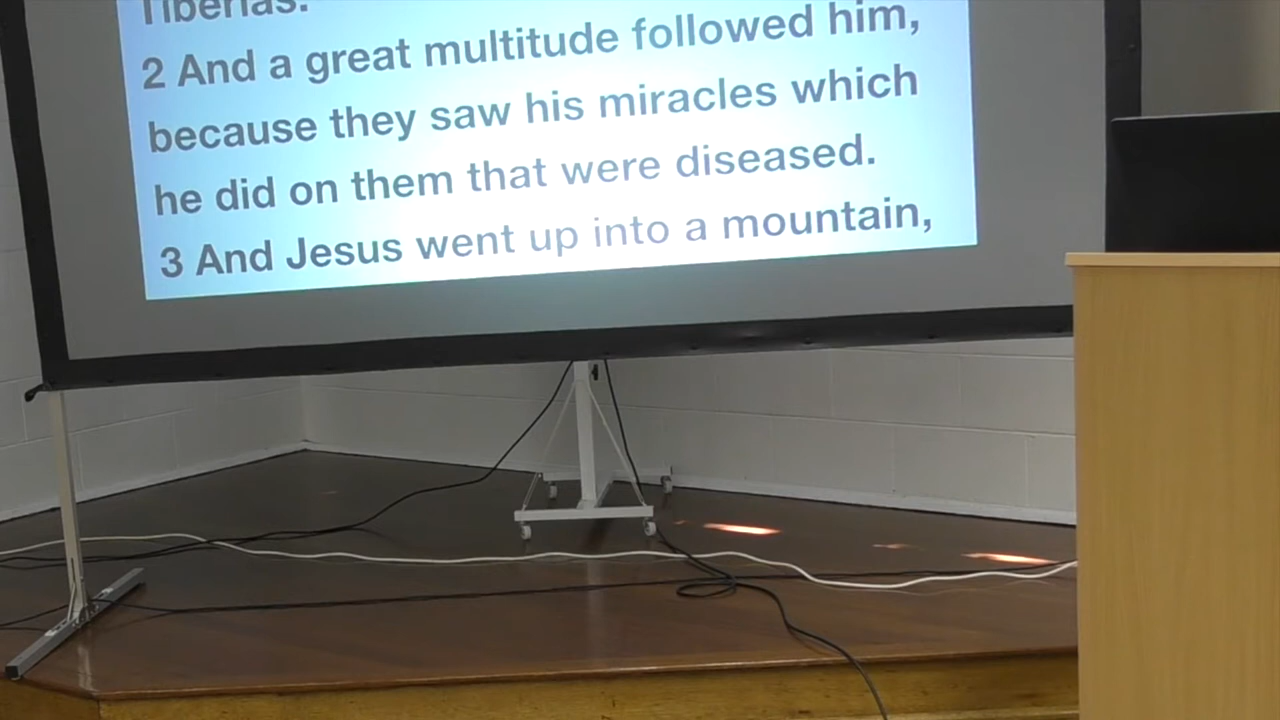 Tiberias.
2 And a great multitude followed him,
because they saw his miracles which
he did on them that were diseased.
3 And Jesus went up into a mountain,